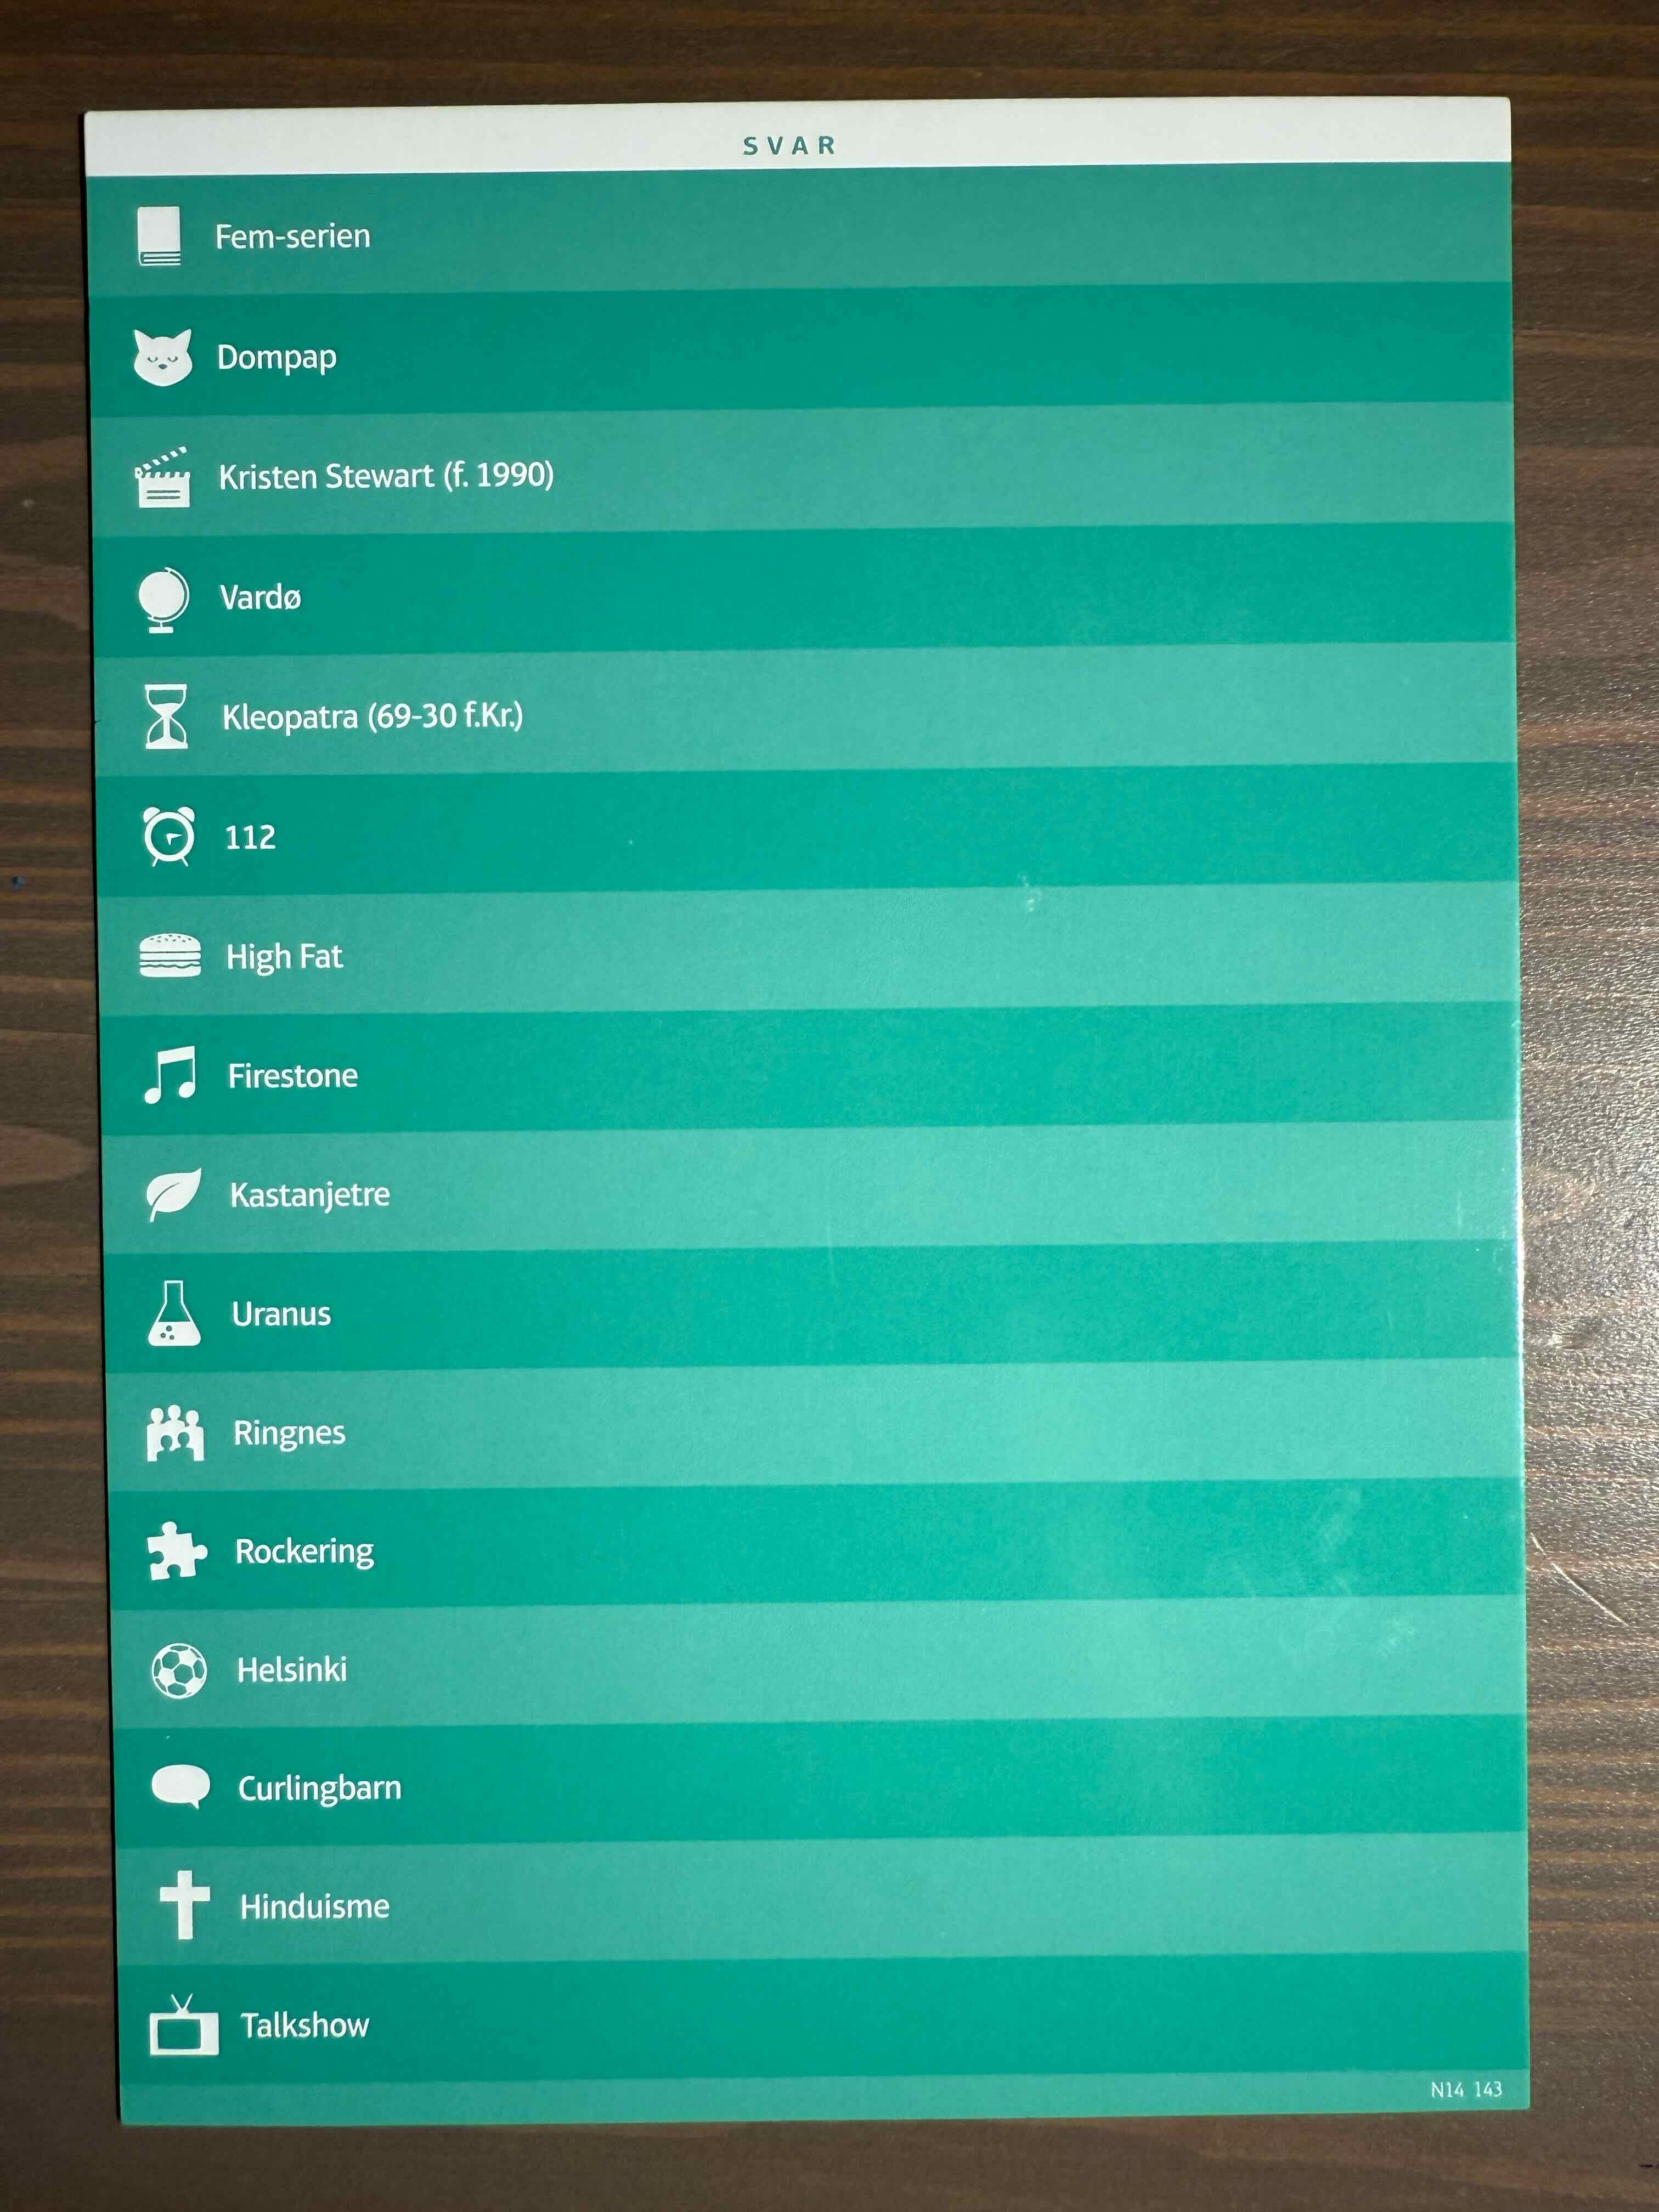 SVAR
Fem-serien
Dompap
Kristen Stewart (f. 1990)
Vardø
Kleopatra (69-30 f.Kr.)
112
High Fat
Firestone
Kastanjetre
Uranus
Ringnes
Rockering
Helsinki
Curlingbarn
Hinduisme
Talkshow
N14 143